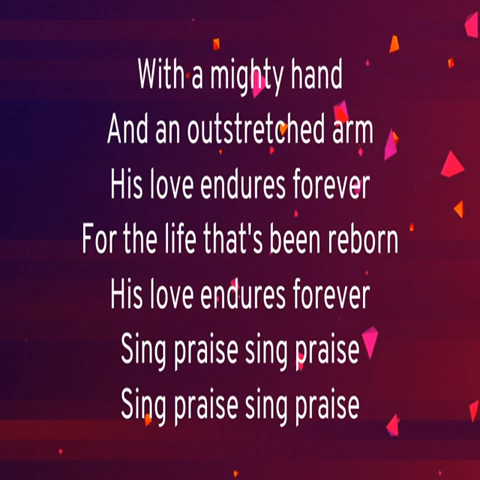 With a mighty hand
And an outstretched arm
His love endures forever
For the life that's been reborn
His love endures forever
Sing praise sing praise
Sing praise sing praise